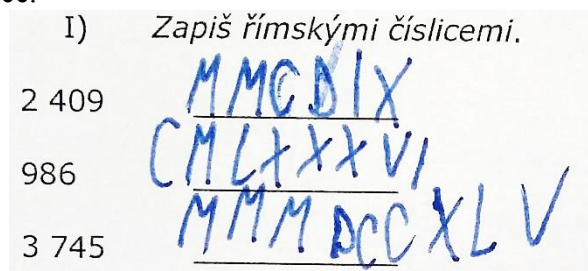 I) Zapiš římskými číslicemi.
2 409 MMCDIX
986 CMLXXXVI
3 745 MMMDCCXLV